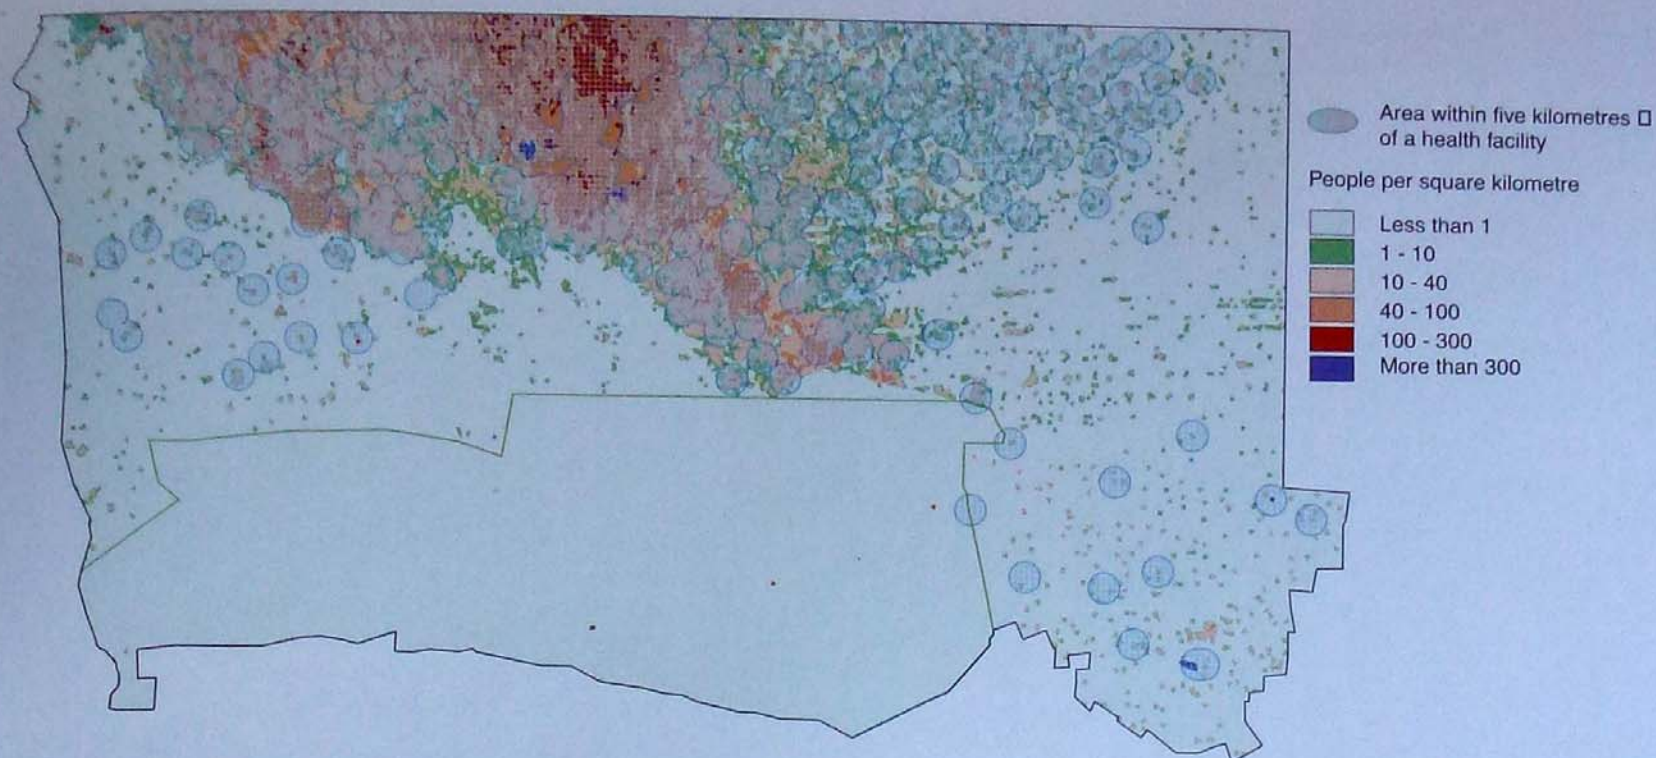 Area within five kilometres □
of a health facility
People per square kilometre
Less than 1
1 - 10
10 - 40
40 - 100
100 - 300
More than 300